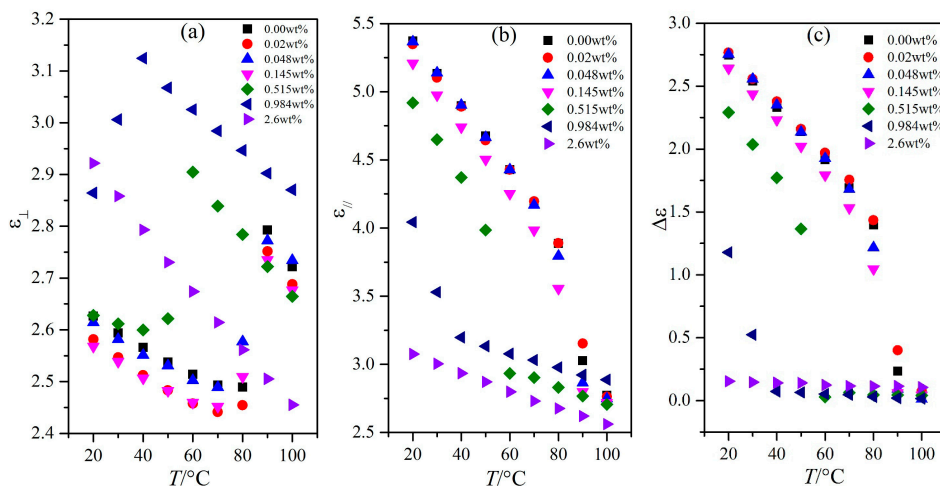 (a)
0.00wt%
0.02wt%
0.048wt%
0.145wt%
0.515wt%
0.984wt%
2.6wt%
3.2
3.1
3.0
2.9
2.8
2.7
2.6
2.5
2.4
ε⊥
20 40 60 80 100
T/°C
(b)
0.00wt%
0.02wt%
0.048wt%
0.145wt%
0.515wt%
0.984wt%
2.6wt%
5.5
5.0
4.5
4.0
3.5
3.0
2.5
ε//
20 40 60 80 100
T/°C
(c)
0.00wt%
0.02wt%
0.048wt%
0.145wt%
0.515wt%
0.984wt%
2.6wt%
3.0
2.5
2.0
1.5
1.0
0.5
0.0
Δε
20 40 60 80 100
T/°C